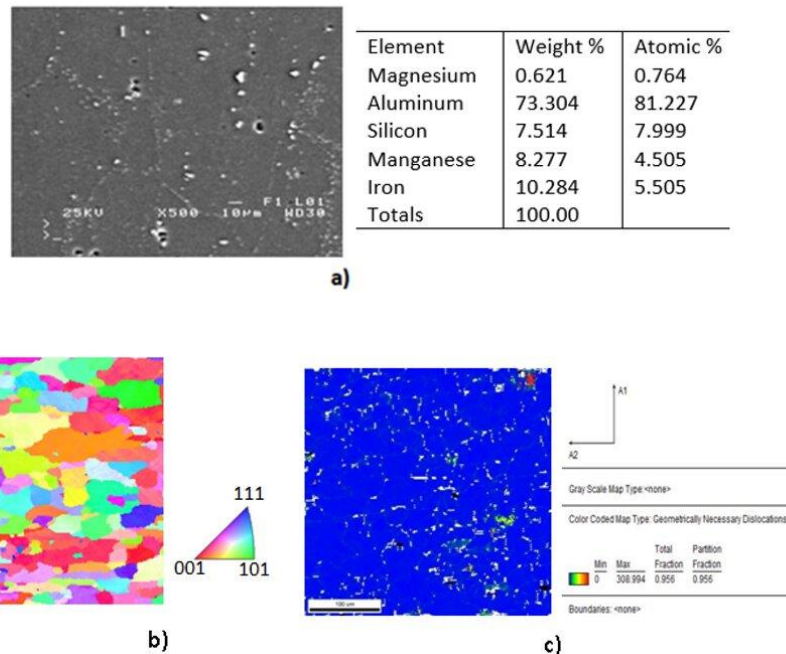 F1 L01
25KV X500 10µm WD30
Element Weight % Atomic %
Magnesium 0.621 0.764
Aluminum 73.304 81.227
Silicon 7.514 7.999
Manganese 8.277 4.505
Iron 10.284 5.505
Totals 100.00
a)
111
001 101
b)
100 um
A1
A2
Gray Scale Map Type:<none>
Color Coded Map Type: Geometrically Necessary Dislocations
Total Partition
Min Max Fraction Fraction
0 308.994 0.956 0.956
Boundaries: <none>
c)